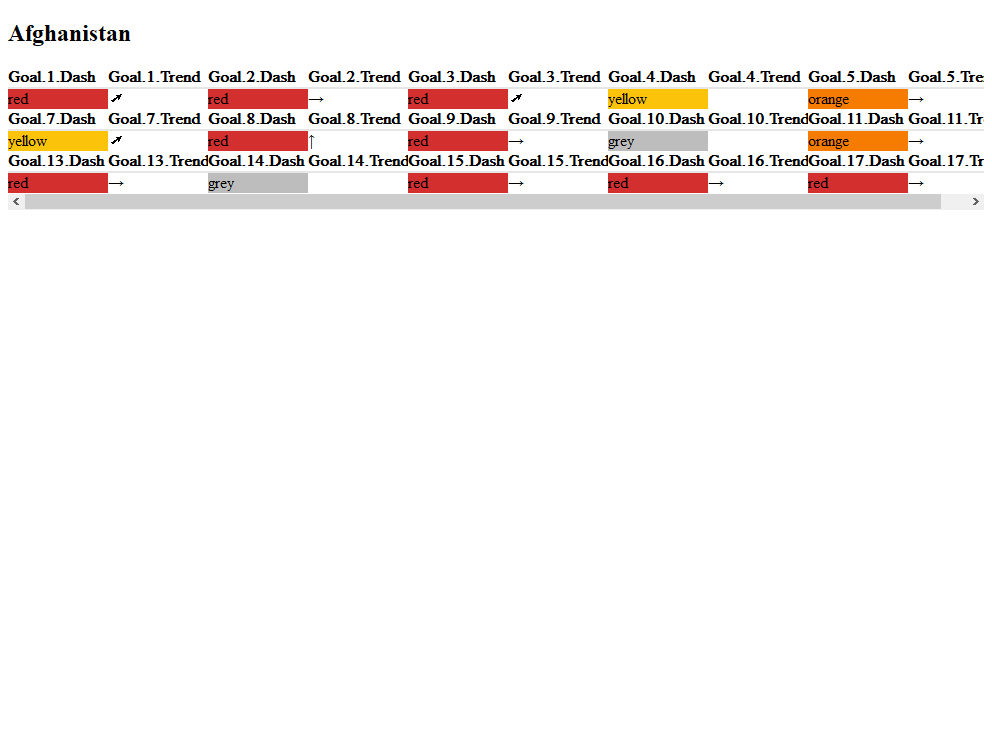 Afghanistan
Goal.1.Dash Goal.1.Trend Goal.2.Dash Goal.2.Trend Goal.3.Dash Goal.3.Trend Goal.4.Dash Goal.4.Trend Goal.5.Dash Goal.5.Tre
red ↗ red → red ↗ yellow orange →
Goal.7.Dash Goal.7.Trend Goal.8.Dash Goal.8.Trend Goal.9.Dash Goal.9.Trend Goal.10.Dash Goal.10.Trend Goal.11.Dash Goal.11.Tr
yellow ↗ red ↑ red → grey orange →
Goal.13.Dash Goal.13.Trend Goal.14.Dash Goal.14.Trend Goal.15.Dash Goal.15.Trend Goal.16.Dash Goal.16.Trend Goal.17.Dash Goal.17.Tr
red → grey red → red → red →